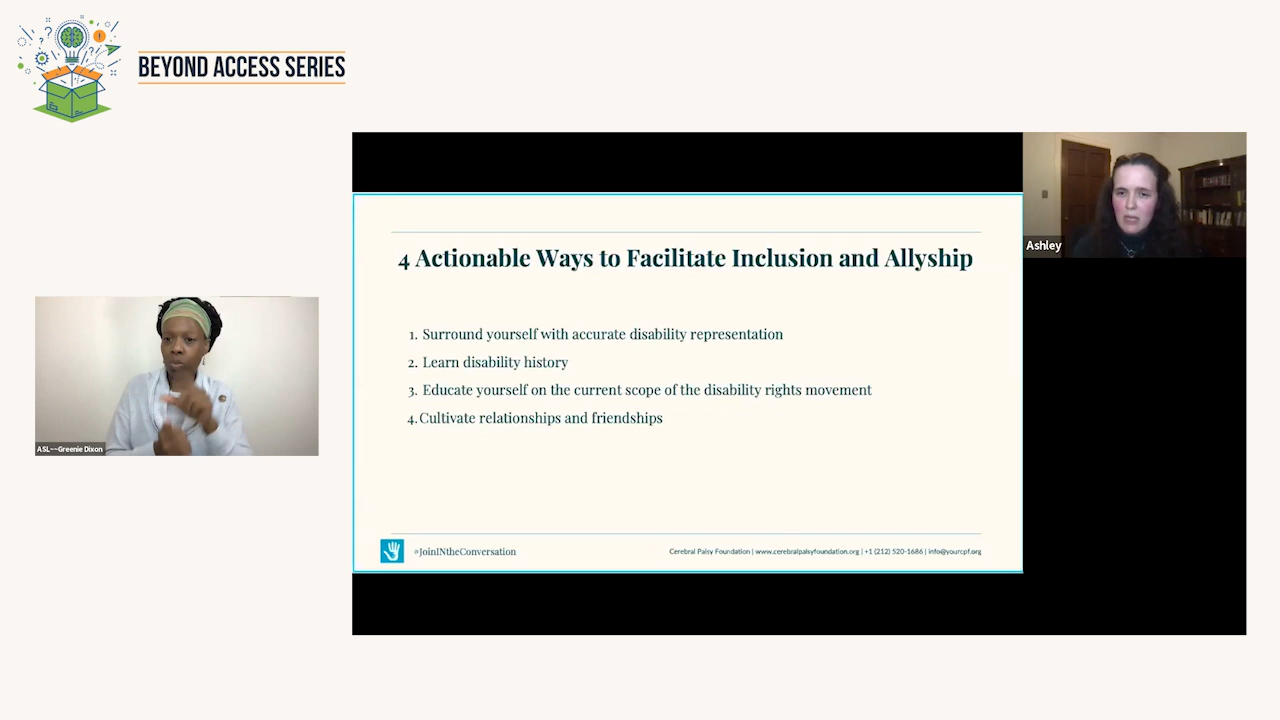 BEYOND ACCESS SERIES
Ashley
4 Actionable Ways to Facilitate Inclusion and Allyship
1. Surround yourself with accurate disability representation
2. Learn disability history
3. Educate yourself on the current scope of the disability rights movement
4.Cultivate relationships and friendships
ASL--Greenie Dixon
@JoinINtheConversation
Cerebral Palsy Foundation | www.cerebralpalsyfoundation.org | +1 (212) 520-1686 | info@yourcpf.org